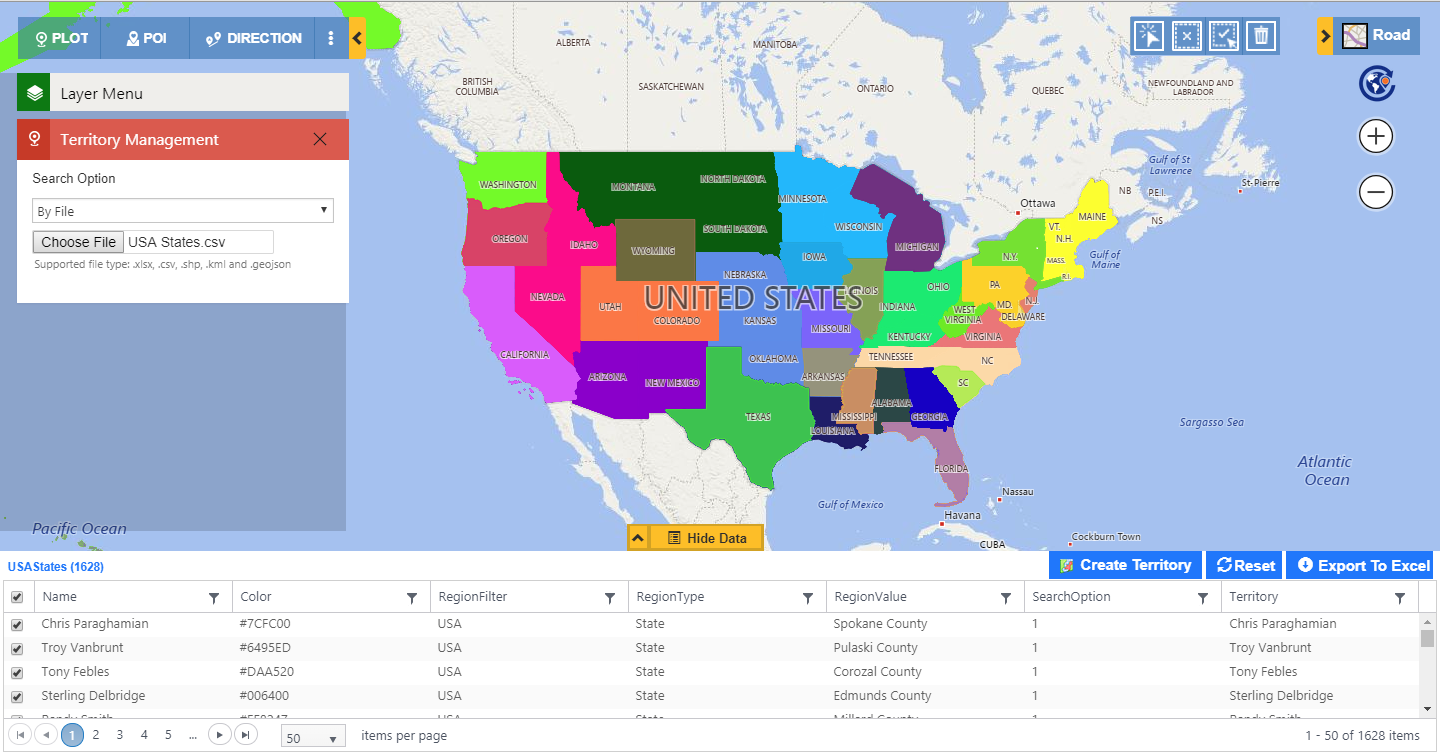 PLOT POI DIRECTION
Road
Layer Menu
Territory Management
Search Option
By File
Choose File USA States.csv
Supported file type: .xlsx, .csv, .shp, .kml and .geojson
ALBERTA
MANITOBA
BRITISH
COLUMBIA
SASKATCHEWAN
ONTARIO
QUEBEC
NEWFOUNDLAND AND
LABRADOR
Gulf of St
Lawrence
NB
P.E.I.
St-Pierre
NS
Ottawa
WASHINGTON
MONTANA
NORTH DAKOTA
MINNESOTA
MAINE
VT.
N.H.
OREGON
IDAHO
WYOMING
SOUTH DAKOTA
WISCONSIN
MICHIGAN
N.Y.
MASS.
R.I.
Gulf of
Maine
IOWA
NEBRASKA
NEVADA
UTAH
COLORADO
UNITED STATES
KANSAS
MISSOURI
INDIANA
OHIO
PA.
N.J.
MD.
DELAWARE
WEST
VIRGINIA
VIRGINIA
KENTUCKY
CALIFORNIA
ARIZONA
NEW MEXICO
OKLAHOMA
ARKANSAS
TENNESSEE
NC
SC
TEXAS
LOUISIANA
MISSISSIPPI
ALABAMA
GEORGIA
FLORIDA
Sargasso Sea
Atlantic
Ocean
Gulf of Mexico
Nassau
Havana
CUBA
Cockburn Town
Pacific Ocean
Hide Data
USAStates (1628)
Create Territory Reset Export To Excel
Name Color RegionFilter RegionType RegionValue SearchOption Territory
Chris Paraghamian #7CFC00 USA State Spokane County 1 Chris Paraghamian
Troy Vanbrunt #6495ED USA State Pulaski County 1 Troy Vanbrunt
Tony Febles #DAA520 USA State Corozal County 1 Tony Febles
Sterling Delbridge #006400 USA State Edmunds County 1 Sterling Delbridge
1 2 3 4 5 ... 50 items per page 1 - 50 of 1628 items